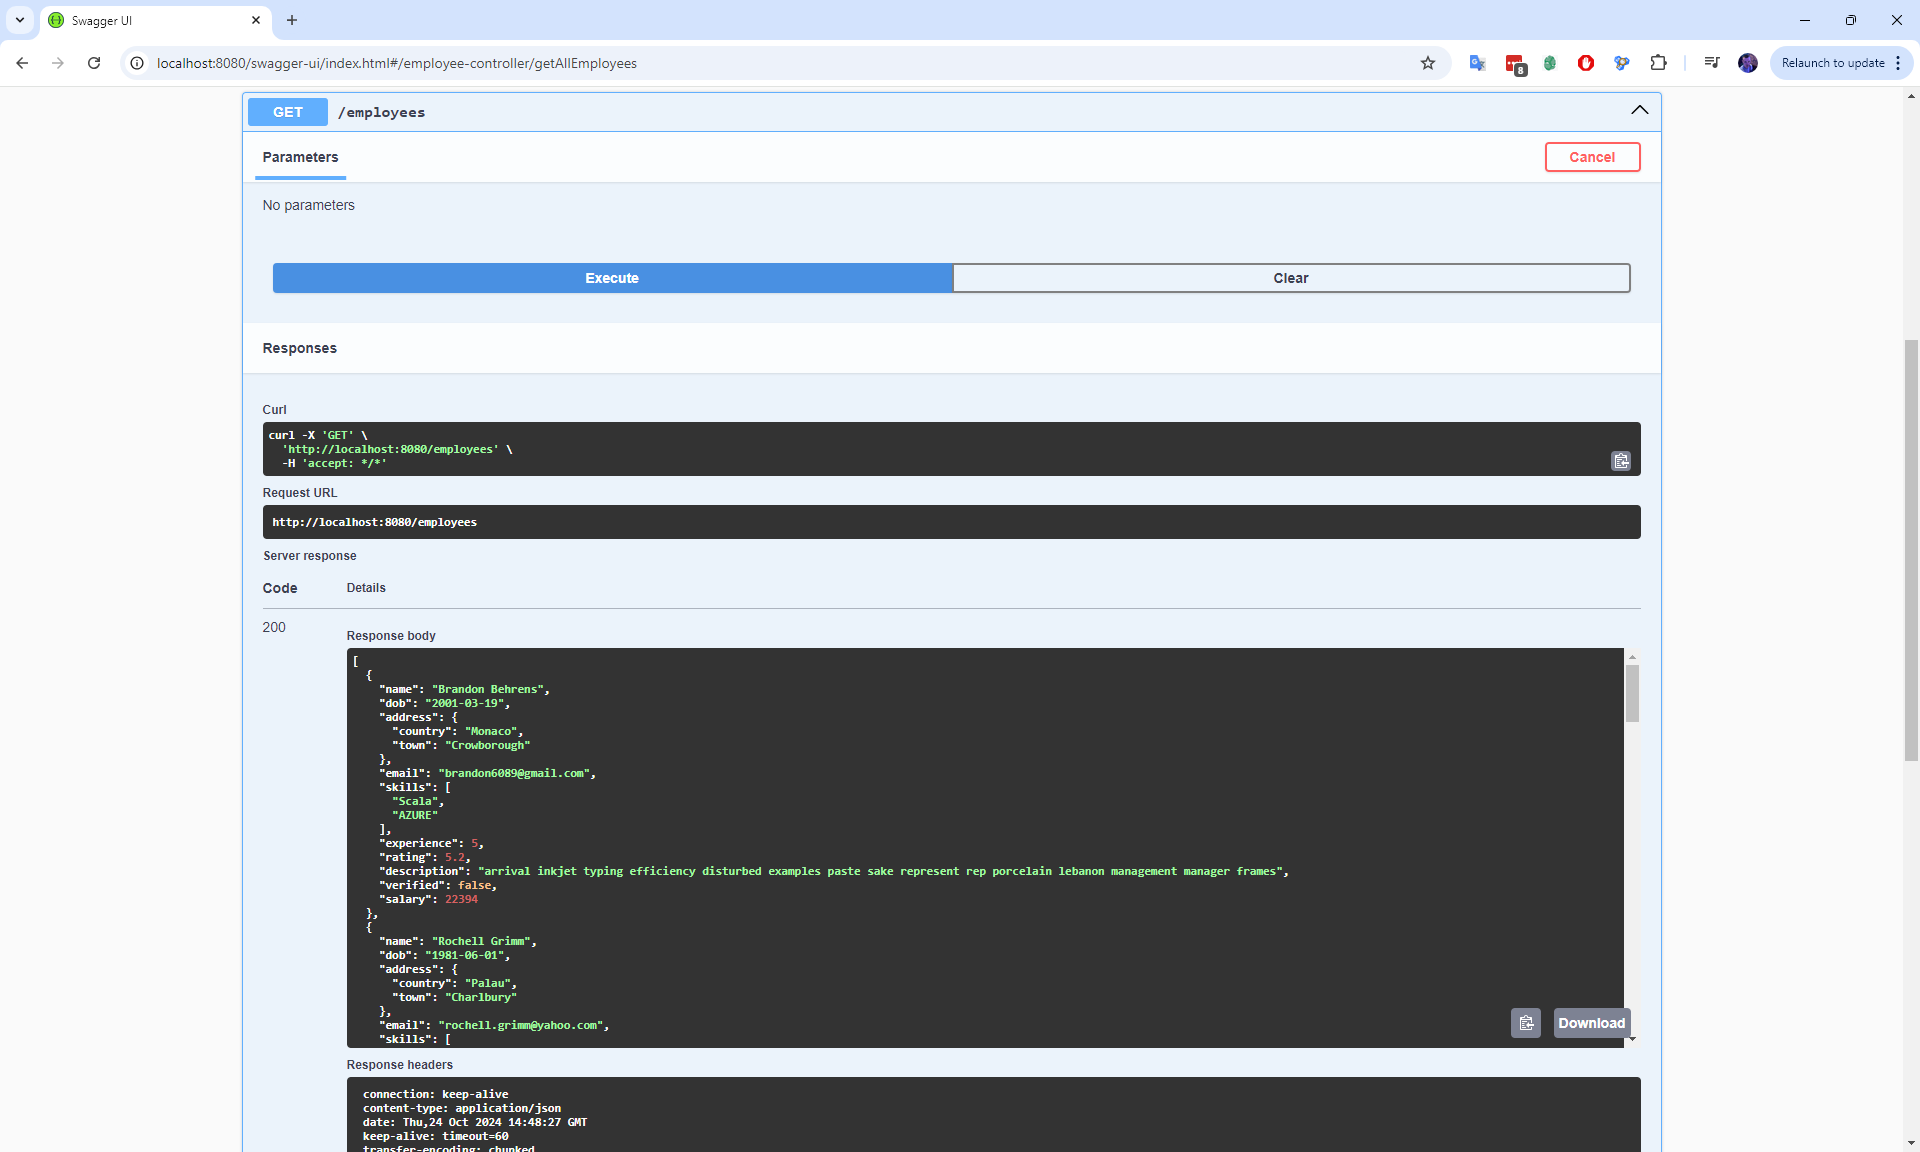 Swagger UI
localhost:8080/swagger-ui/index.html#/employee-controller/getAllEmployees
8
Relaunch to update
GET /employees
Parameters
Cancel
No parameters
Execute
Clear
Responses
Curl
curl -X 'GET' \
'http://localhost:8080/employees' \
-H 'accept: */*'
Request URL
http://localhost:8080/employees
Server response
Code Details
200
Response body
[
{
"name": "Brandon Behrens",
"dob": "2001-03-19",
"address": {
"country": "Monaco",
"town": "Crowborough"
},
"email": "brandon6089@gmail.com",
"skills": [
"Scala",
"AZURE"
],
"experience": 5,
"rating": 5.2,
"description": "arrival inkjet typing efficiency disturbed examples paste sake represent rep porcelain lebanon management manager frames",
"verified": false,
"salary": 22394
},
{
"name": "Rochell Grimm",
"dob": "1981-06-01",
"address": {
"country": "Palau",
"town": "Charlbury"
},
"email": "rochell.grimm@yahoo.com",
"skills": [
Download
Response headers
connection: keep-alive
content-type: application/json
date: Thu,24 Oct 2024 14:48:27 GMT
keep-alive: timeout=60
transfer-encoding: chunked